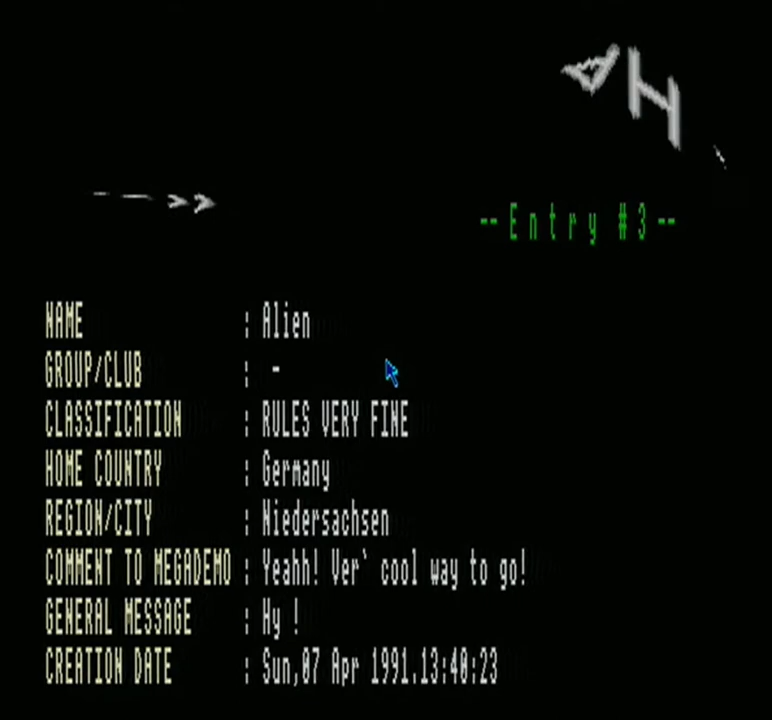 H
-- — >>
--Entry #3--
NAME : Alien
GROUP/CLUB : -
CLASSIFICATION : RULES VERY FINE
HOME COUNTRY : Germany
REGION/CITY : Niedersachsen
COMMENT TO MEGADEMO : Yeahh! Ver` cool way to go!
GENERAL MESSAGE : Hy !
CREATION DATE : Sun,07 Apr 1991.13:40:23